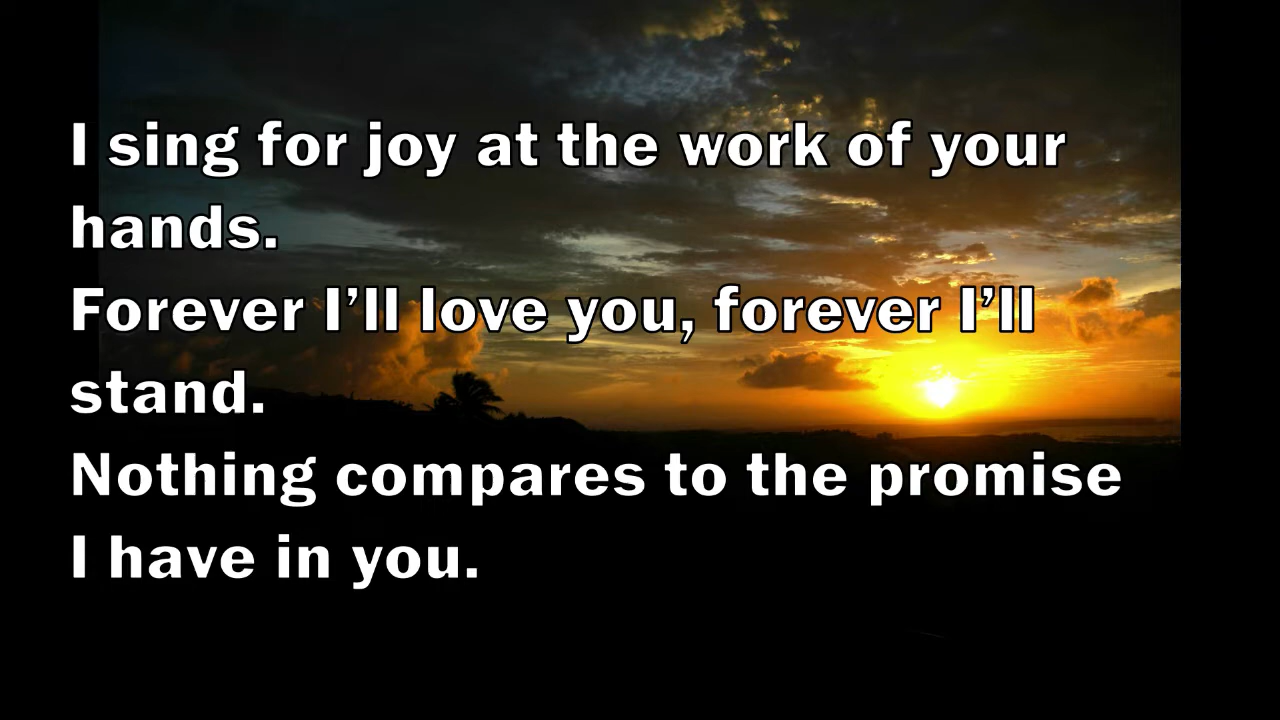 I sing for joy at the work of your
hands.
Forever I’ll love you, forever I’ll
stand.
Nothing compares to the promise
I have in you.